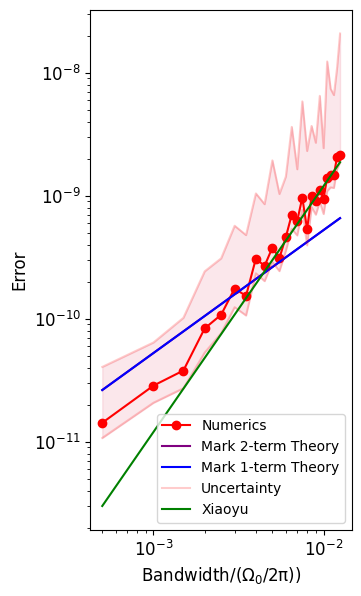 10⁻⁸
10⁻⁹
10⁻¹⁰
10⁻¹¹
Error
Numerics
Mark 2-term Theory
Mark 1-term Theory
Uncertainty
Xiaoyu
10⁻³ 10⁻²
Bandwidth/(Ω₀/2π))